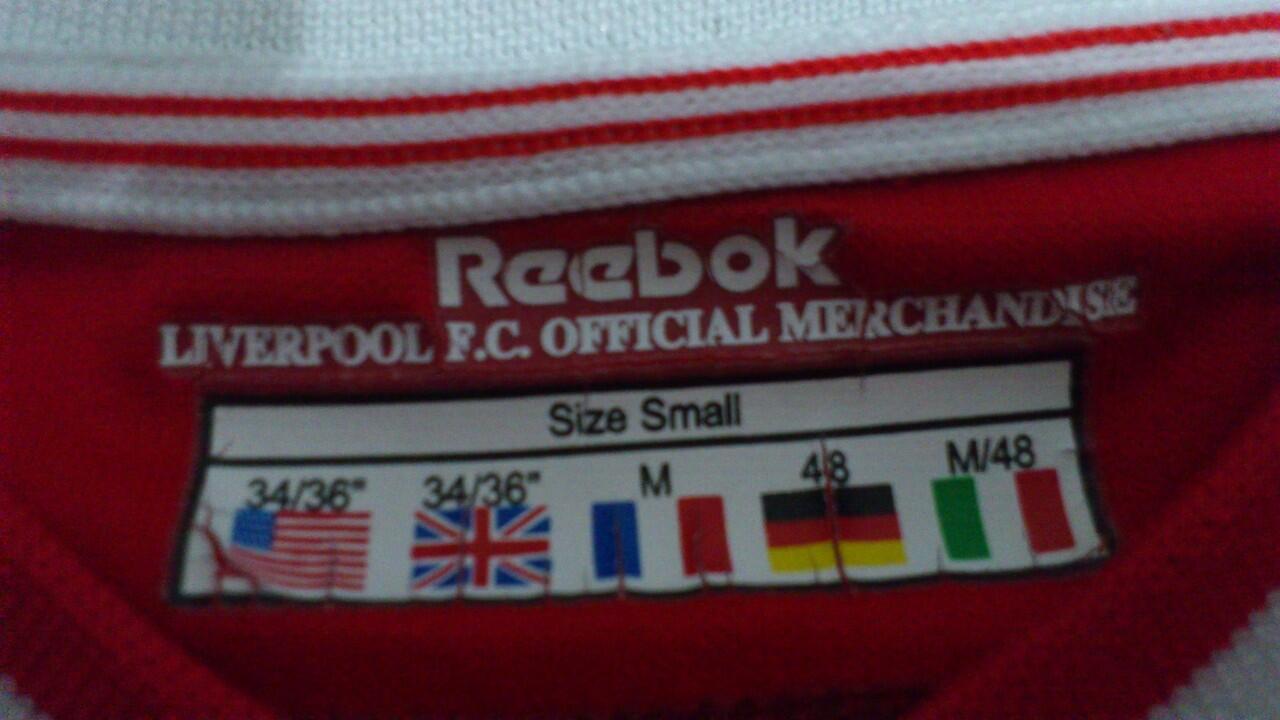 Reebok
LIVERPOOL F.C. OFFICIAL MERCHANDISE
Size Small
34/36" 34/36" M 48 M/48